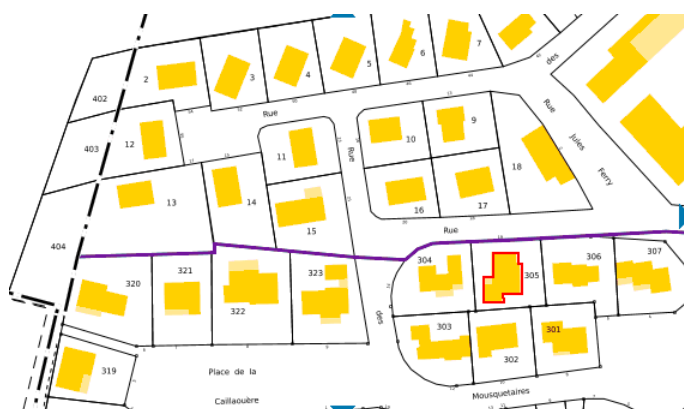 2
3
4
5
6
7
402
des
Rue
Rue
403
12
10
9
11
Rue
Jules
18
Ferry
13
14
16
17
15
Rue
404
304
305
306
307
320
321
322
323
des
303
302
301
319
Place de la
Caillaouère
Mousquetaires